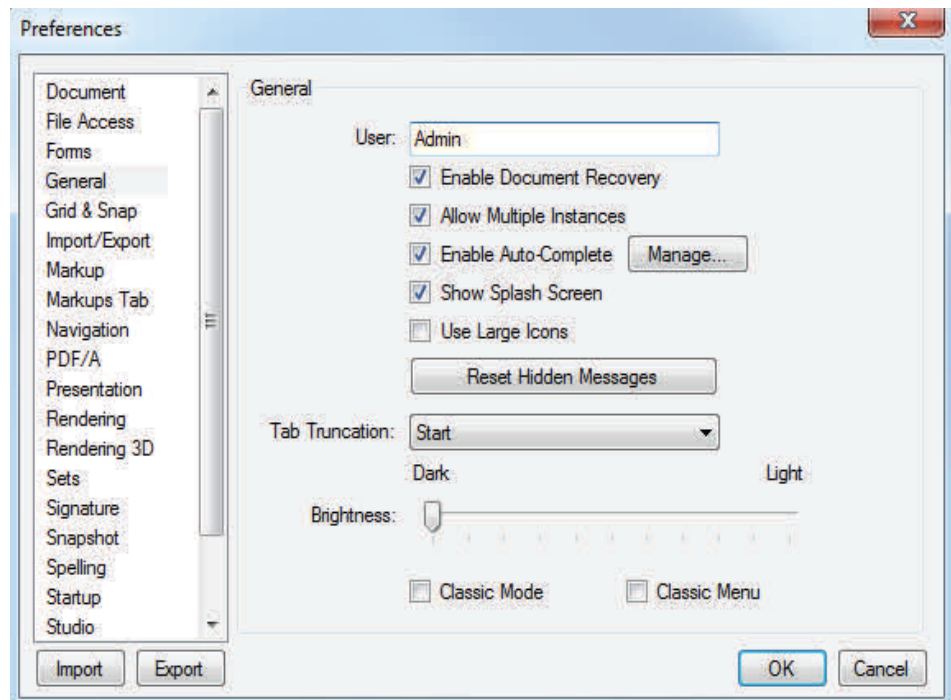 Preferences
X
Document
File Access
Forms
General
Grid & Snap
Import/Export
Markup
Markups Tab
Navigation
PDF/A
Presentation
Rendering
Rendering 3D
Sets
Signature
Snapshot
Spelling
Startup
Studio
Import Export
General
User: Admin
Enable Document Recovery
Allow Multiple Instances
Enable Auto-Complete Manage...
Show Splash Screen
Use Large Icons
Reset Hidden Messages
Tab Truncation: Start
Dark Light
Brightness:
Classic Mode Classic Menu
OK Cancel